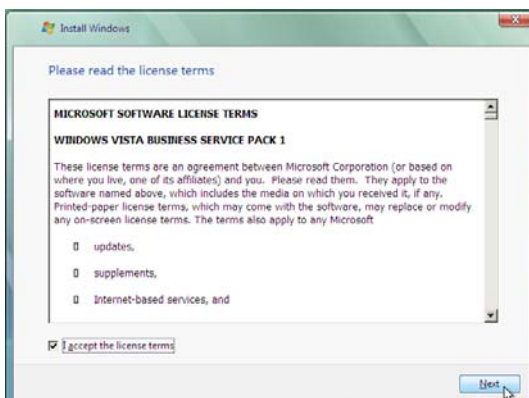 Install Windows
Please read the license terms
MICROSOFT SOFTWARE LICENSE TERMS
WINDOWS VISTA BUSINESS SERVICE PACK 1
These license terms are an agreement between Microsoft Corporation (or based on
where you live, one of its affiliates) and you. Please read them. They apply to the
software named above, which includes the media on which you received it, if any.
Printed-paper license terms, which may come with the software, may replace or modify
any on-screen license terms. The terms also apply to any Microsoft
updates,
supplements,
Internet-based services, and
I accept the license terms
Next